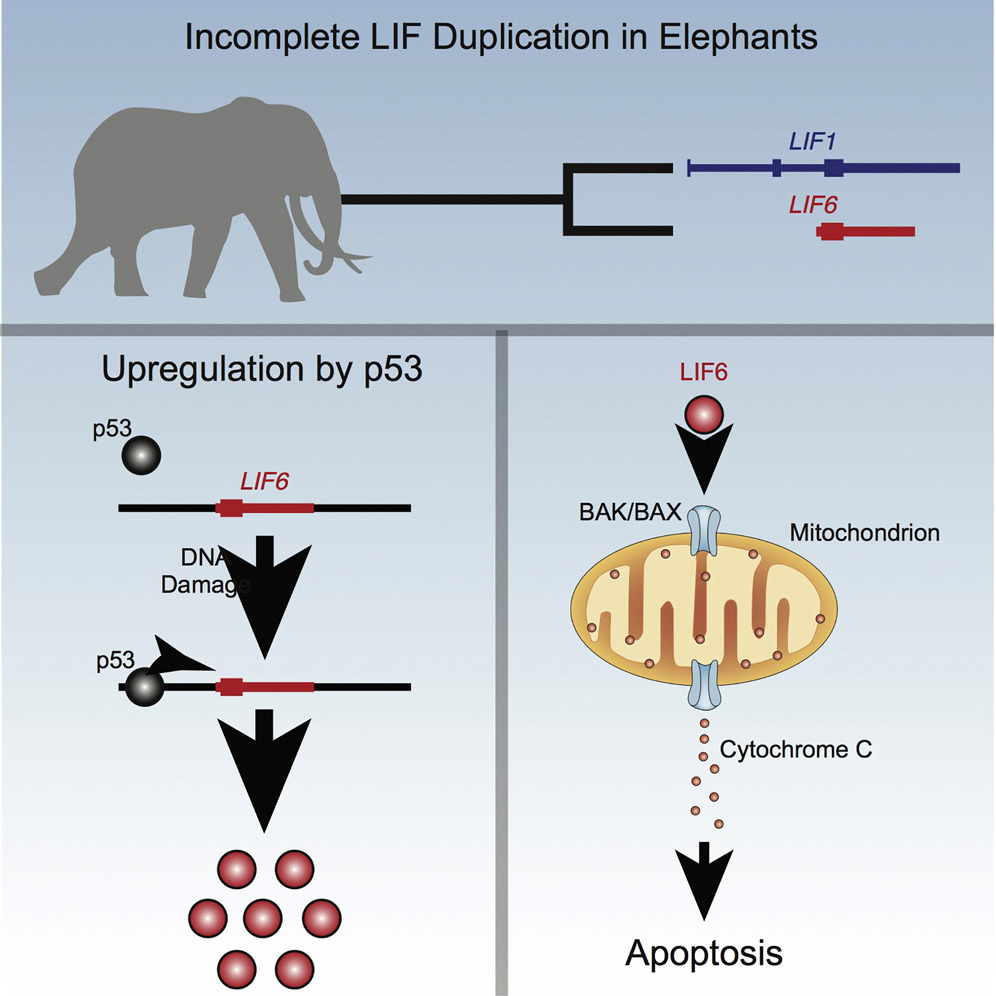 Incomplete LIF Duplication in Elephants
LIF1
LIF6
Upregulation by p53
p53
LIF6
DNA
Damage
p53
LIF6
BAK/BAX
Mitochondrion
Cytochrome C
Apoptosis